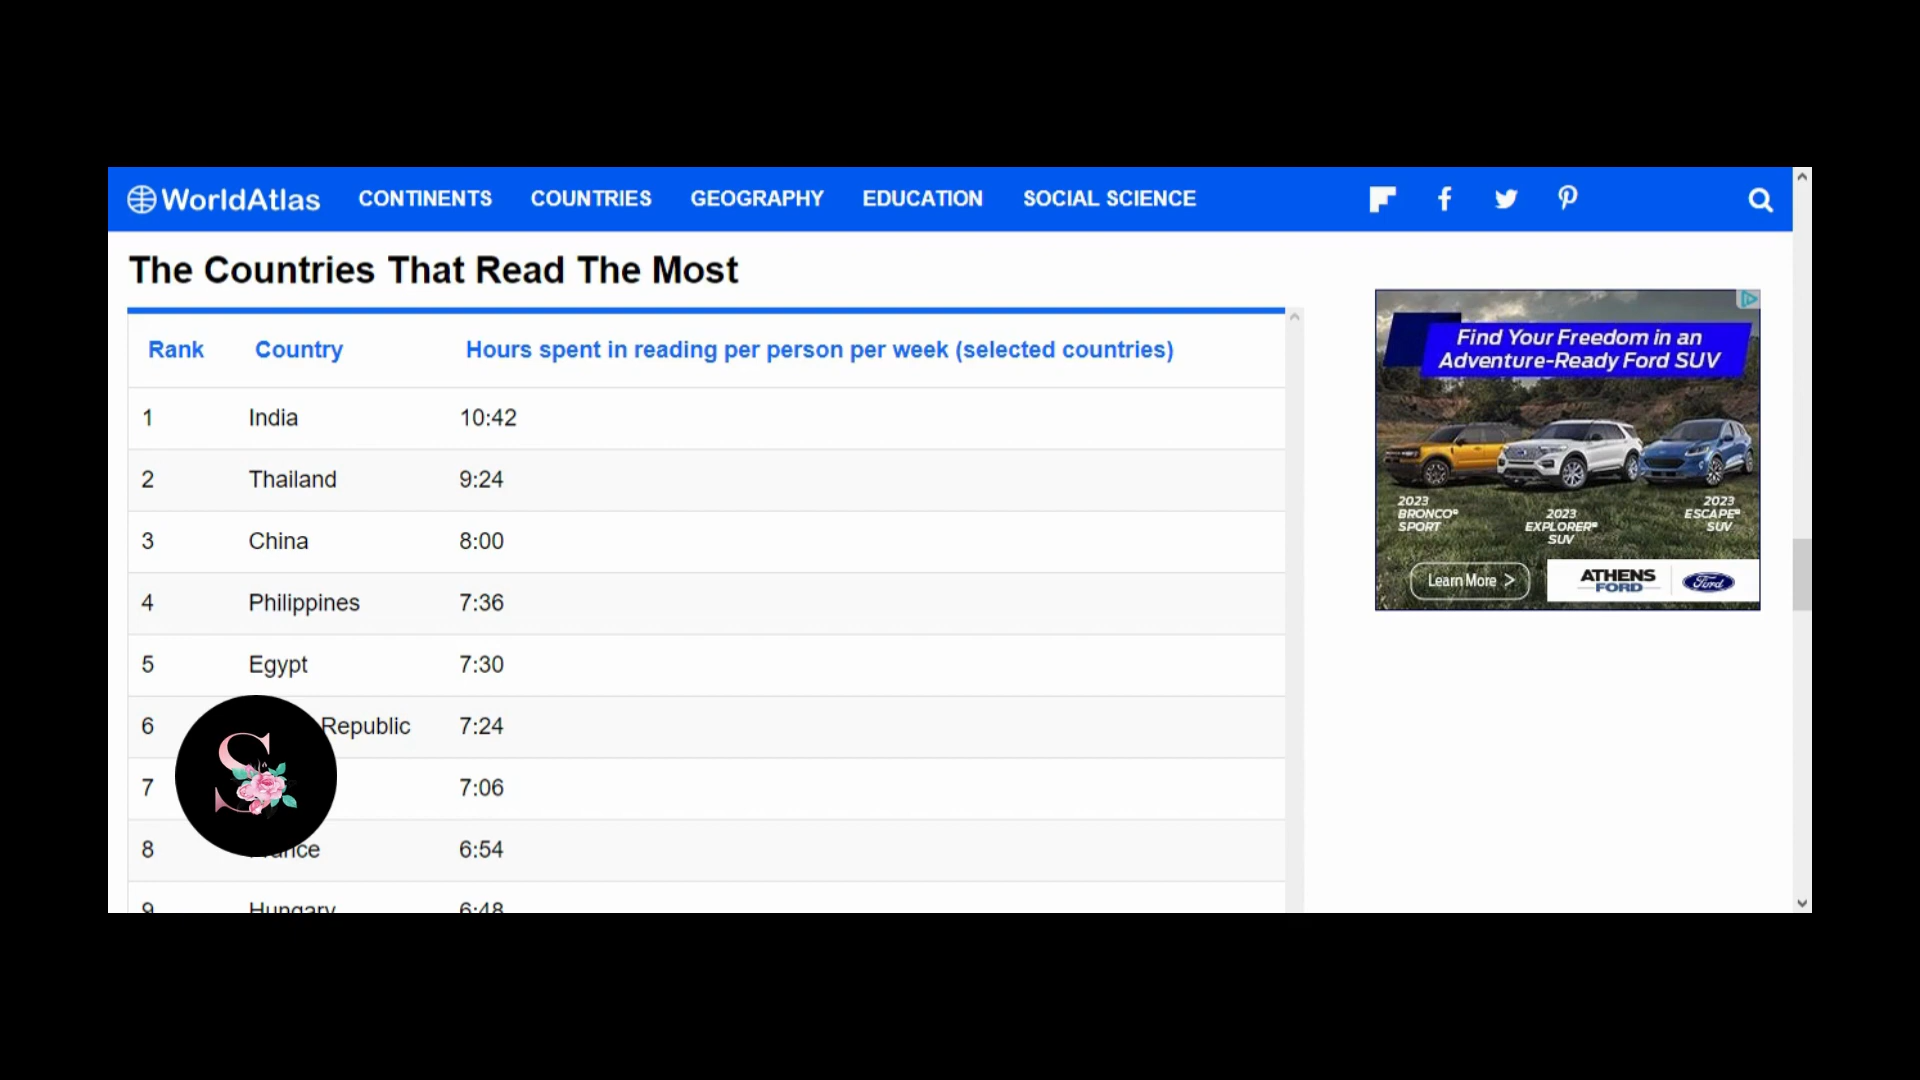 WorldAtlas CONTINENTS COUNTRIES GEOGRAPHY EDUCATION SOCIAL SCIENCE
The Countries That Read The Most
Rank Country Hours spent in reading per person per week (selected countries)
1 India 10:42
2 Thailand 9:24
3 China 8:00
4 Philippines 7:36
5 Egypt 7:30
6 Republic 7:24
7 7:06
8 6:54
9 Hungary 6:48
S
Find Your Freedom in an
Adventure-Ready Ford SUV
2023
BRONCO®
SPORT
2023
EXPLORER®
SUV
2023
ESCAPE®
SUV
Learn More >
ATHENS
FORD
Ford